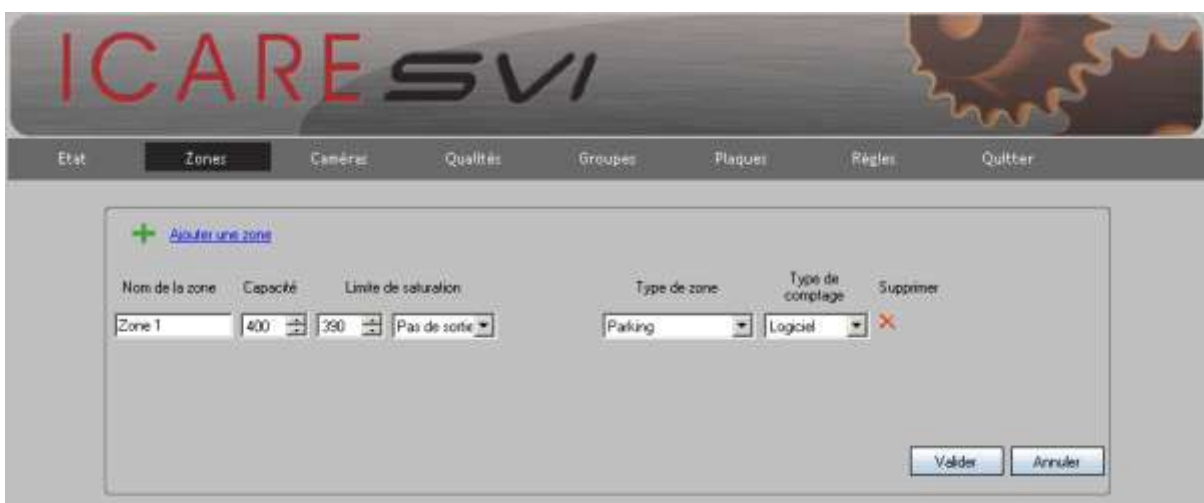 ICARE SVI
Etat Zones Caméras Qualités Groupes Plaques Règles Quitter
Ajouter une zone
Nom de la zone Capacité Limite de saturation Type de zone Type de comptage Supprimer
Zone 1 400 390 Pas de sortie Parking Logiciel
Valider Annuler